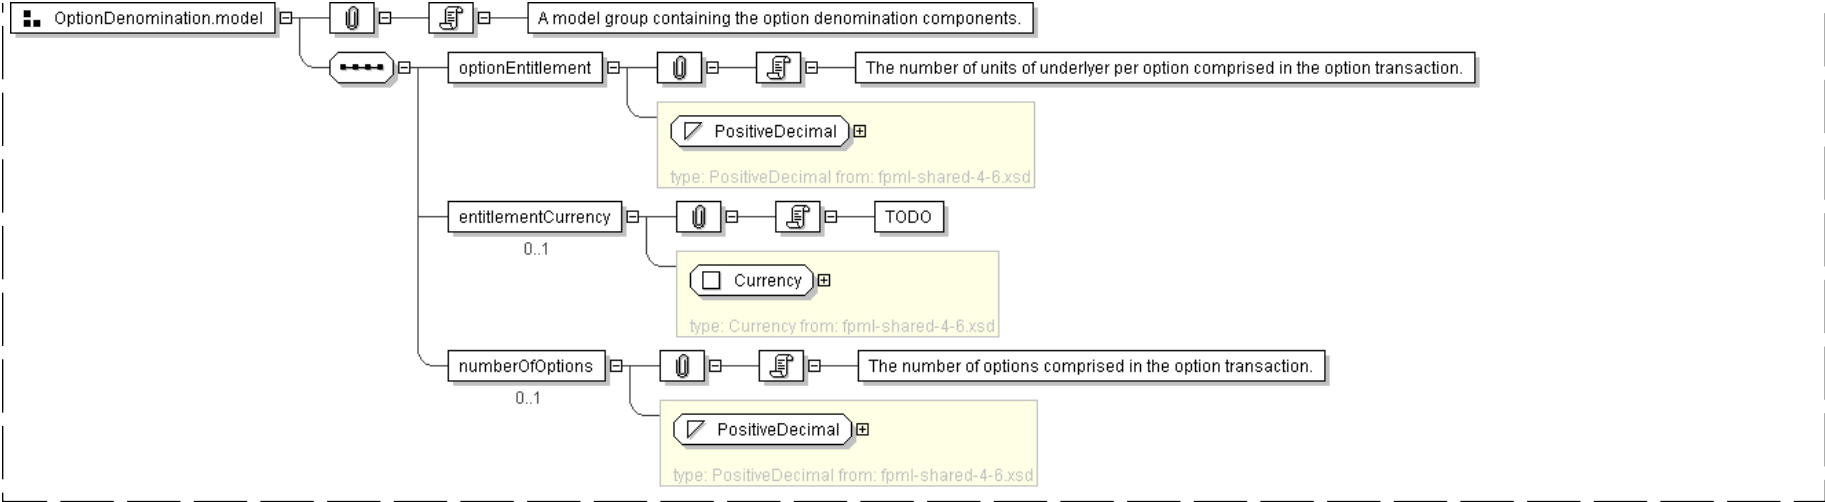 OptionDenomination.model
A model group containing the option denomination components.
optionEntitlement
The number of units of underlyer per option comprised in the option transaction.
PositiveDecimal
type: PositiveDecimal from: fpml-shared-4-6.xsd
entitlementCurrency
TODO
0..1
Currency
type: Currency from: fpml-shared-4-6.xsd
numberOfOptions
The number of options comprised in the option transaction.
0..1
PositiveDecimal
type: PositiveDecimal from: fpml-shared-4-6.xsd